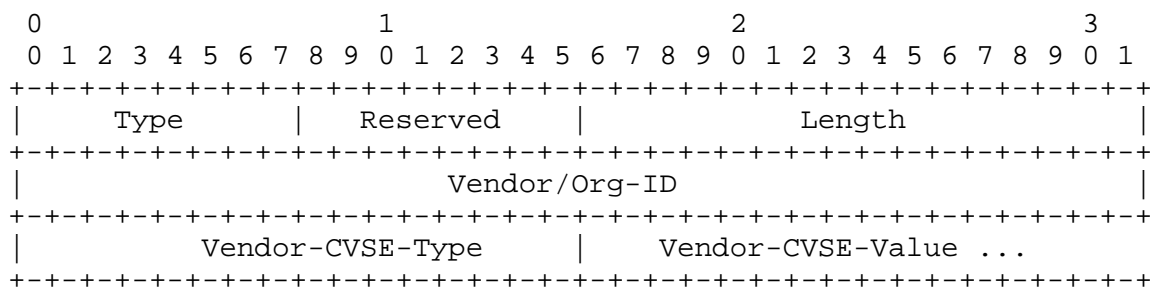 0                   1                   2                   3
 0 1 2 3 4 5 6 7 8 9 0 1 2 3 4 5 6 7 8 9 0 1 2 3 4 5 6 7 8 9 0 1
+-+-+-+-+-+-+-+-+-+-+-+-+-+-+-+-+-+-+-+-+-+-+-+-+-+-+-+-+-+-+-+-+
|     Type      |   Reserved    |            Length             |
+-+-+-+-+-+-+-+-+-+-+-+-+-+-+-+-+-+-+-+-+-+-+-+-+-+-+-+-+-+-+-+-+
|                        Vendor/Org-ID                          |
+-+-+-+-+-+-+-+-+-+-+-+-+-+-+-+-+-+-+-+-+-+-+-+-+-+-+-+-+-+-+-+-+
|          Vendor-CVSE-Type     |    Vendor-CVSE-Value ...
+-+-+-+-+-+-+-+-+-+-+-+-+-+-+-+-+-+-+-+-+-+-+-+-+-+-+-+-+-+-+-+-+